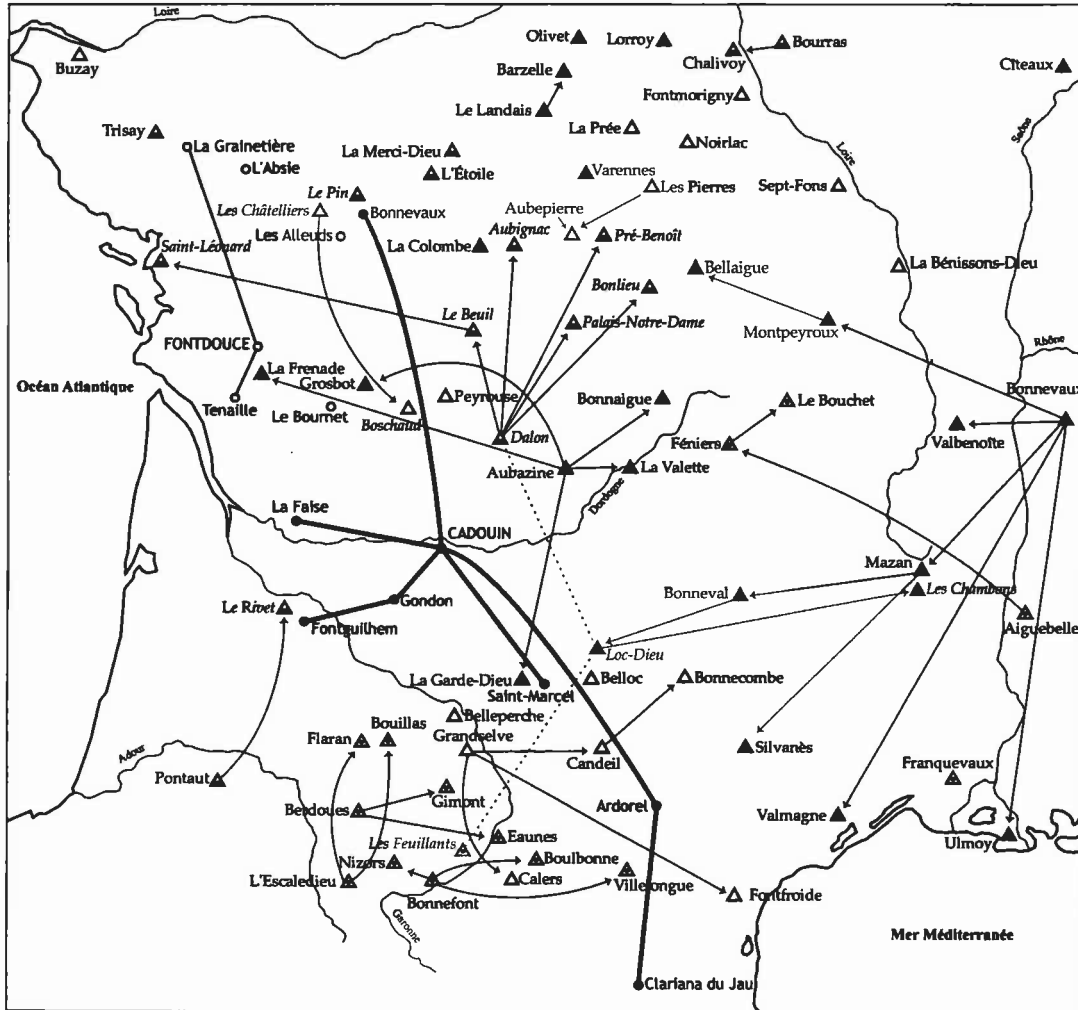 Loire
Olivet
Lorroy
Bourras
Buzay
Chalivoy
Cîteaux
Barzelle
Fontmorigny
Le Landais
Saône
Trisay
La Prée
La Grainetière
Noirlac
La Merci-Dieu
Loire
L'Absie
L'Étoile
Varennes
Les Pierres
Sept-Fons
Le Pin
Les Châtelliers
Bonnevaux
Aubepierre
Les Alleuds
Aubignac
Pré-Benoît
La Colombe
Saint-Léonard
Bellaigue
La Bénissons-Dieu
Bonlieu
Le Beuil
Palais-Notre-Dame
Montpeyroux
FONTDOUCE
Rhône
La Frenade
Océan Atlantique
Grosbot
Bonnevaux
Peyrouse
Bonnaigue
Le Bouchet
Tenaille
Le Bournet
Boschaud
Valbenoîte
Dalon
Féniers
Aubazine
La Valette
Dordogne
La Faise
CADOUIN
Mazan
Bonneval
Les Chambons
Gondon
Le Rivet
Fontguilhem
Aiguebelle
Loc-Dieu
La Garde-Dieu
Belloc
Bonnecombe
Saint-Marcel
Belleperche
Bouillas
Flaran
Grandselve
Silvanès
Adour
Candeil
Franquevaux
Pontaut
Gimont
Ardorel
Berdoues
Valmagne
Eaunes
Ulmoy
Les Feuillants
Nizors
Boulbonne
L'Escaledieu
Calers
Villelongue
Bonnefont
Fontfroide
Garonne
Mer Méditerranée
Clariana du Jau